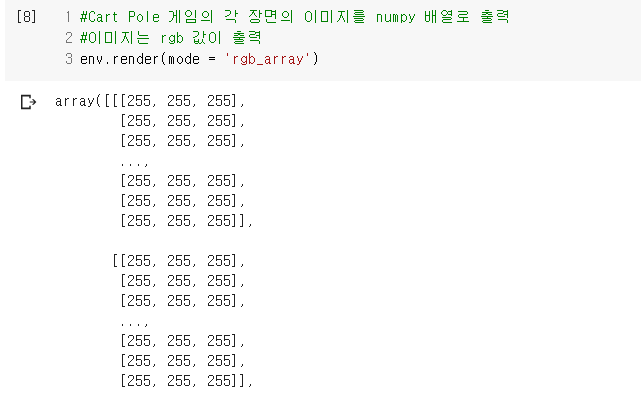 [8] 1 #Cart Pole 게임의 각 장면의 이미지를 numpy 배열로 출력
2 #이미지는 rgb 값이 출력
3 env.render(mode = 'rgb_array')
array([[[255, 255, 255],
[255, 255, 255],
[255, 255, 255],
...,
[255, 255, 255],
[255, 255, 255],
[255, 255, 255]],
[[255, 255, 255],
[255, 255, 255],
[255, 255, 255],
...,
[255, 255, 255],
[255, 255, 255],
[255, 255, 255]],